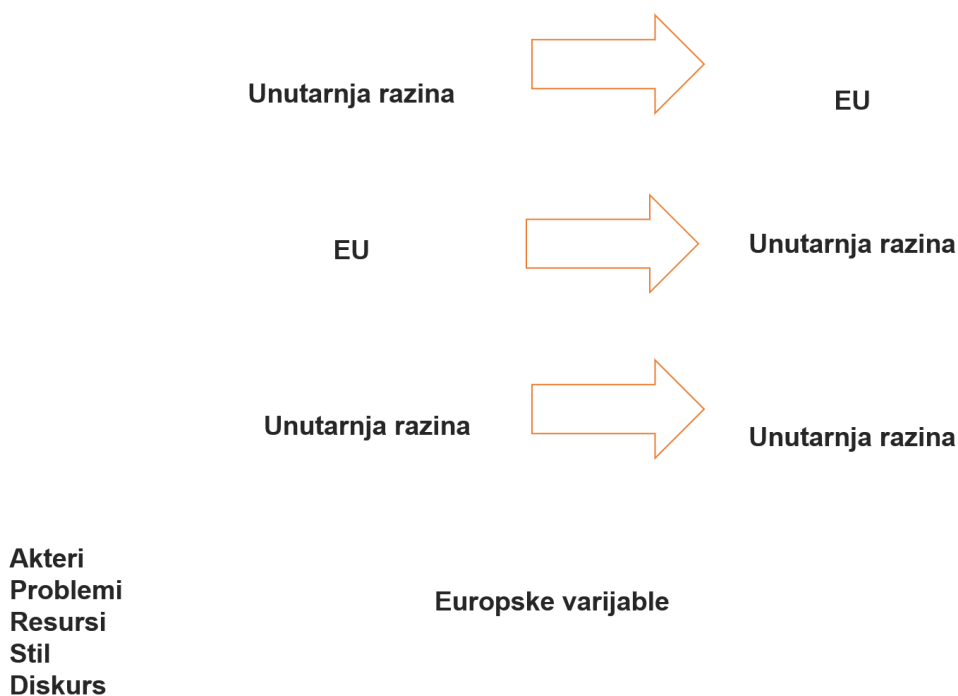 Unutarnja razina
EU
EU
Unutarnja razina
Unutarnja razina
Unutarnja razina
Akteri
Problemi
Resursi
Stil
Diskurs
Europske varijable